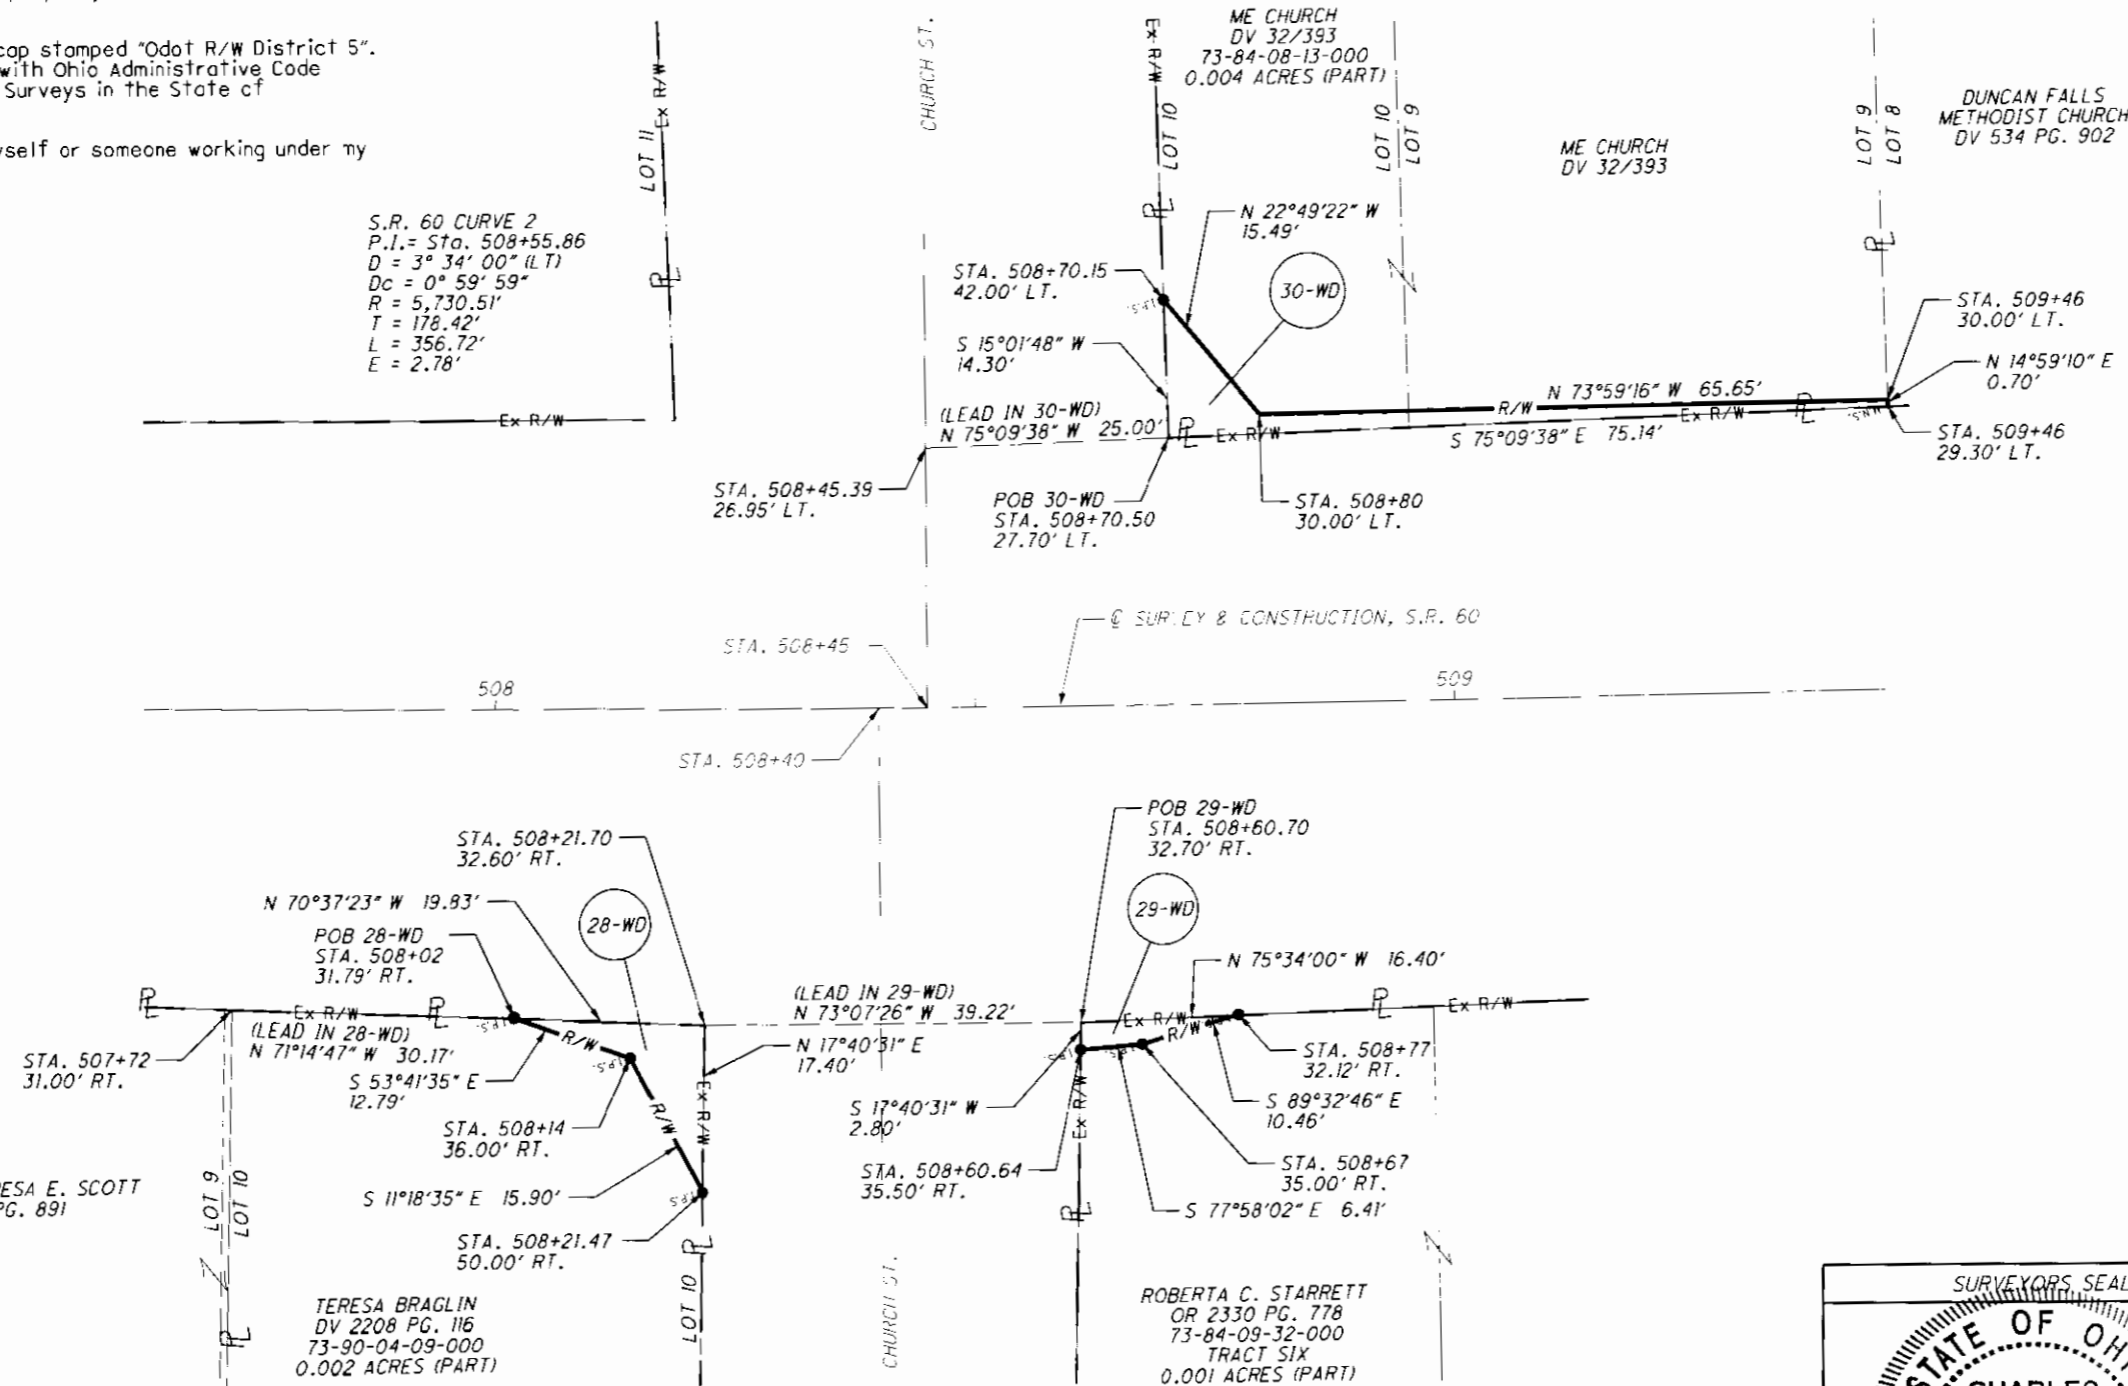 cap stamped "Odot R/W District 5".
with Ohio Administrative Code
Surveys in the State of
self or someone working under my
S.R. 60 CURVE 2
P.I.= Sta. 508+55.86
D = 3° 34' 00" (LT)
Dc = 0° 59' 59"
R = 5,730.51'
T = 178.42'
L = 356.72'
E = 2.78'
Ex R/W
LOT 11
PL
Ex R/W
CHURCH ST.
Ex R/W
LOT 10
PL
ME CHURCH
DV 32/393
73-84-08-13-000
0.004 ACRES (PART)
LOT 10
LOT 9
ME CHURCH
DV 32/393
LOT 9
LOT 8
PL
DUNCAN FALLS
METHODIST CHURCH
DV 534 PG. 902
N 22°49'22" W
15.49'
30-WD
STA. 508+70.15
42.00' LT.
I.P.S.
S 15°01'48" W
14.30'
(LEAD IN 30-WD)
N 75°09'38" W 25.00'
PL
Ex R/W
R/W
N 73°59'16" W 65.65'
Ex R/W
PL
S 75°09'38" E 75.14'
STA. 509+46
30.00' LT.
N 14°59'10" E
0.70'
M.N.S.
STA. 509+46
29.30' LT.
STA. 508+45.39
26.95' LT.
POB 30-WD
STA. 508+70.50
27.70' LT.
STA. 508+80
30.00' LT.
℄ SURVEY & CONSTRUCTION, S.R. 60
STA. 508+45
508
509
STA. 508+40
STA. 508+21.70
32.60' RT.
N 70°37'23" W 19.83'
28-WD
POB 28-WD
STA. 508+02
31.79' RT.
PL
Ex R/W
PL
I.P.S.
(LEAD IN 28-WD)
N 71°14'47" W 30.17'
STA. 507+72
31.00' RT.
S 53°41'35" E
12.79'
R/W
I.P.S.
STA. 508+14
36.00' RT.
R/W
Ex R/W
S 11°18'35" E 15.90'
I.P.S.
STA. 508+21.47
50.00' RT.
PL
LOT 10
LOT 9
LOT 10
PL
ESA E. SCOTT
PG. 891
TERESA BRAGLIN
DV 2208 PG. 116
73-90-04-09-000
0.002 ACRES (PART)
(LEAD IN 29-WD)
N 73°07'26" W 39.22'
N 17°40'31" E
17.40'
POB 29-WD
STA. 508+60.70
32.70' RT.
29-WD
N 75°34'00" W 16.40'
Ex R/W
PL
Ex R/W
R/W
I.P.S.
I.P.S.
STA. 508+77
32.12' RT.
S 17°40'31" W
2.80'
S 89°32'46" E
10.46'
Ex R/W
STA. 508+60.64
35.50' RT.
STA. 508+67
35.00' RT.
S 77°58'02" E 6.41'
PL
CHURCH ST.
ROBERTA C. STARRETT
OR 2330 PG. 778
73-84-09-32-000
TRACT SIX
0.001 ACRES (PART)
SURVEYORS SEAL
STATE OF OH
CHARLES